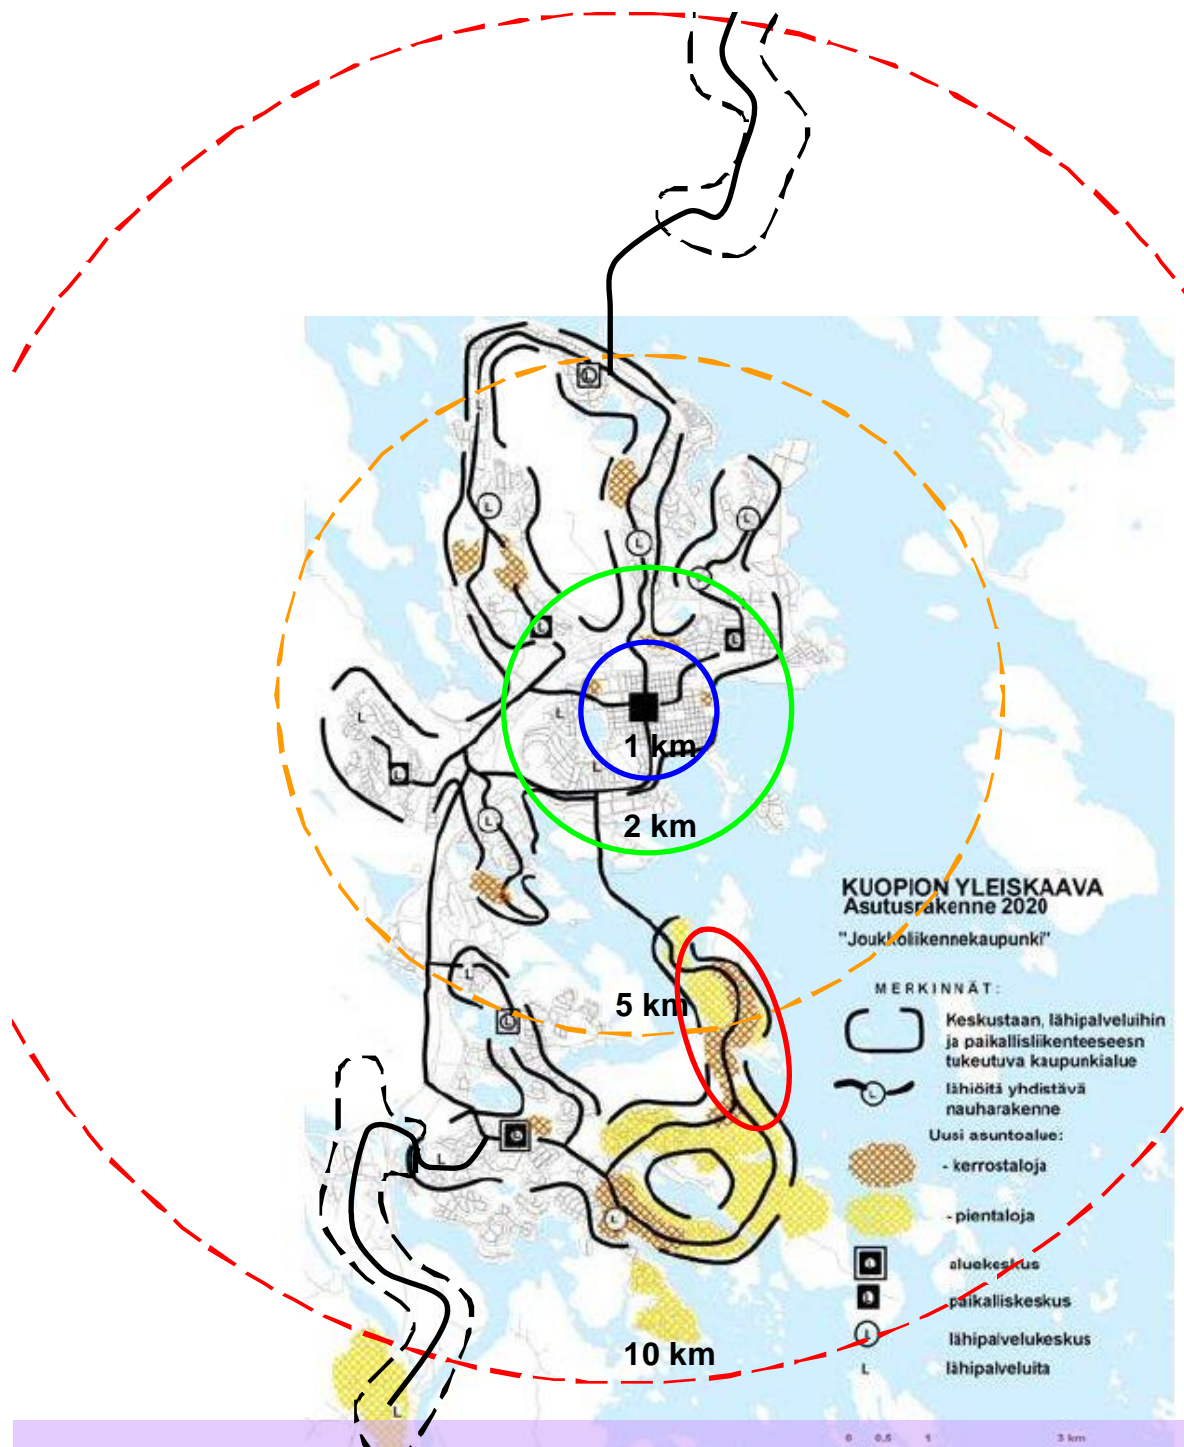 1 km
2 km
5 km
10 km
KUOPION YLEISKAAVA
Asutusrakenne 2020
"Joukkoliikennekaupunki"
MERKINNÄT:
Keskustaan, lähipalveluihin
ja paikallisliikenteeseesn
tukeutuva kaupunkialue
lähiöitä yhdistävä
nauharakenne
Uusi asuntoalue:
- kerrostaloja
- pientaloja
L aluekeskus
L paikalliskeskus
L lähipalvelukeskus
L lähipalveluita
0 0.5 1 3 km